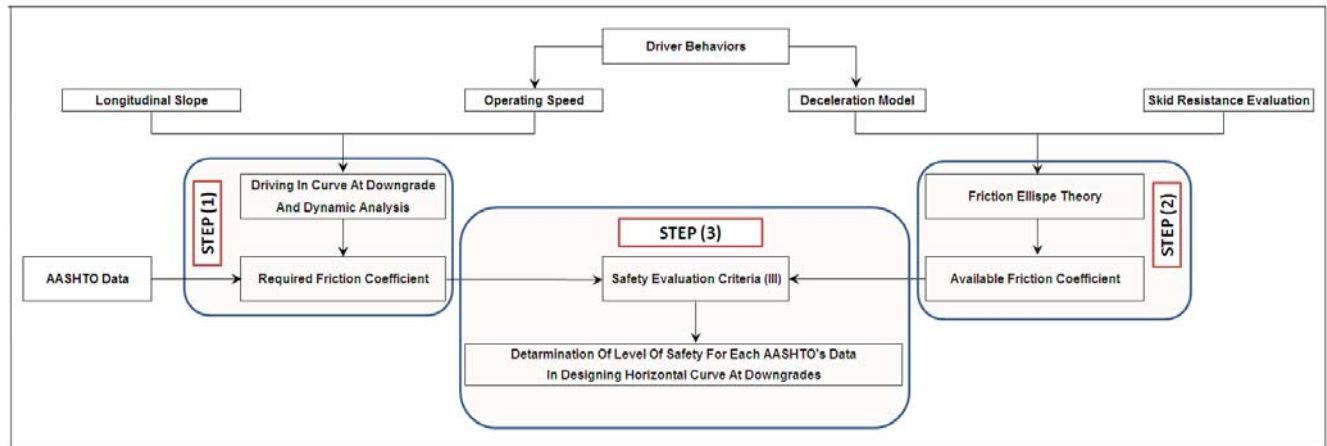 Driver Behaviors
Longitudinal Slope
Operating Speed
Deceleration Model
Skid Resistance Evaluation
STEP (1)
Driving In Curve At Downgrade
And Dynamic Analysis
Friction Ellispe Theory
STEP (2)
STEP (3)
AASHTO Data
Required Friction Coefficient
Safety Evaluation Criteria (III)
Available Friction Coefficient
Detarmination Of Level Of Safety For Each AASHTO's Data
In Designing Horizontal Curve At Downgrades